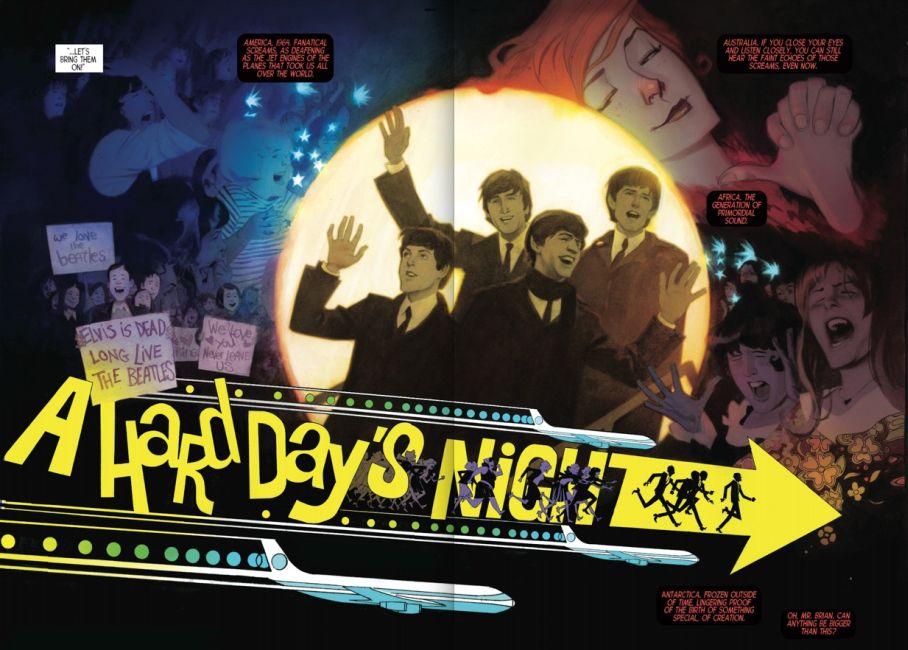 "...LET'S
BRING THEM
ON!"
AMERICA, 1964. FANATICAL
SCREAMS, AS DEAFENING
AS THE JET ENGINES OF THE
PLANES THAT TOOK US ALL
OVER THE WORLD.
AUSTRALIA. IF YOU CLOSE YOUR EYES
AND LISTEN CLOSELY, YOU CAN STILL
HEAR THE FAINT ECHOES OF THOSE
SCREAMS, EVEN NOW.
AFRICA, THE
GENERATION OF
PRIMORDIAL
SOUND.
We love
the
beatles
ELVIS IS DEAD
LONG LIVE
THE BEATLES
We love
you
Never LEAVE
US
A HARD DAY'S NIGHT
ANTARCTICA, FROZEN OUTSIDE
OF TIME, LINGERING PROOF
OF THE BIRTH OF SOMETHING
SPECIAL. OF CREATION.
OH, MR. BRIAN, CAN
ANYTHING BE BIGGER
THAN THIS?